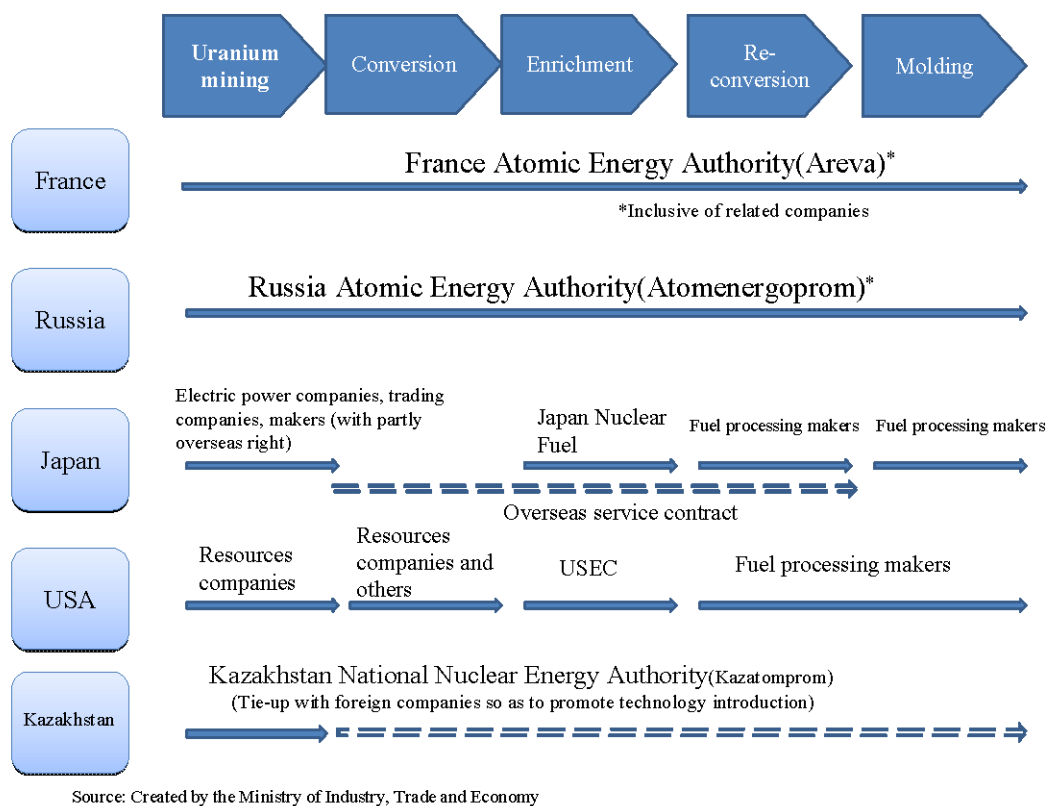 Uranium
mining
Conversion
Enrichment
Re-
conversion
Molding
France
France Atomic Energy Authority(Areva)*
*Inclusive of related companies
Russia
Russia Atomic Energy Authority(Atomenergoprom)*
Japan
Electric power companies, trading
companies, makers (with partly
overseas right)
Japan Nuclear
Fuel
Fuel processing makers
Fuel processing makers
Overseas service contract
USA
Resources
companies
Resources
companies and
others
USEC
Fuel processing makers
Kazakhstan
Kazakhstan National Nuclear Energy Authority(Kazatomprom)
(Tie-up with foreign companies so as to promote technology introduction)
Source: Created by the Ministry of Industry, Trade and Economy